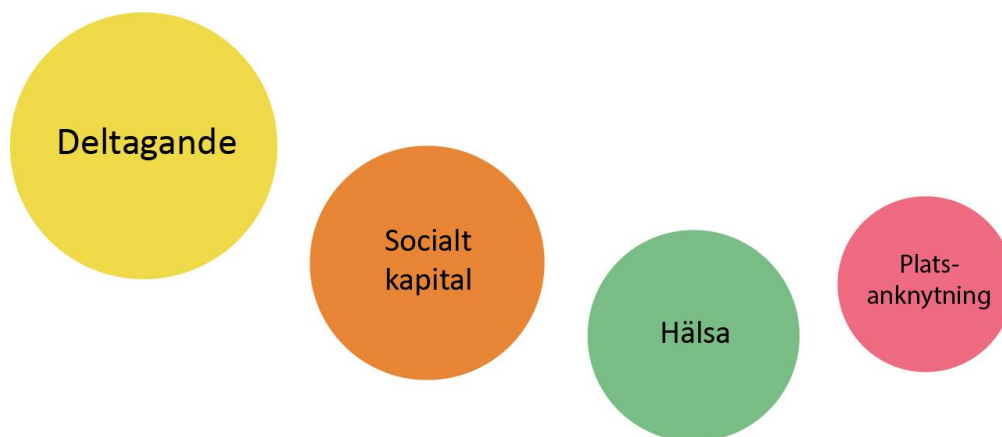 Deltagande
Socialt
kapital
Hälsa
Plats-
anknytning